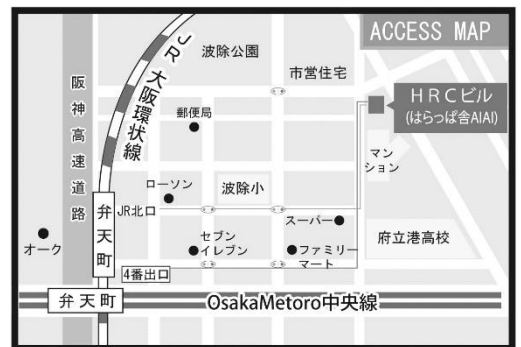 ACCESS MAP
波除公園
市営住宅
HRCビル
(はらっぱ舎AIAI)
JR大阪環状線
阪神高速道路
郵便局
マン
ション
ローソン
波除小
JR北口
スーパー
弁天町
オーク
セブン
イレブン
ファミリー
マート
府立港高校
4番出口
弁天町
OsakaMetoro中央線